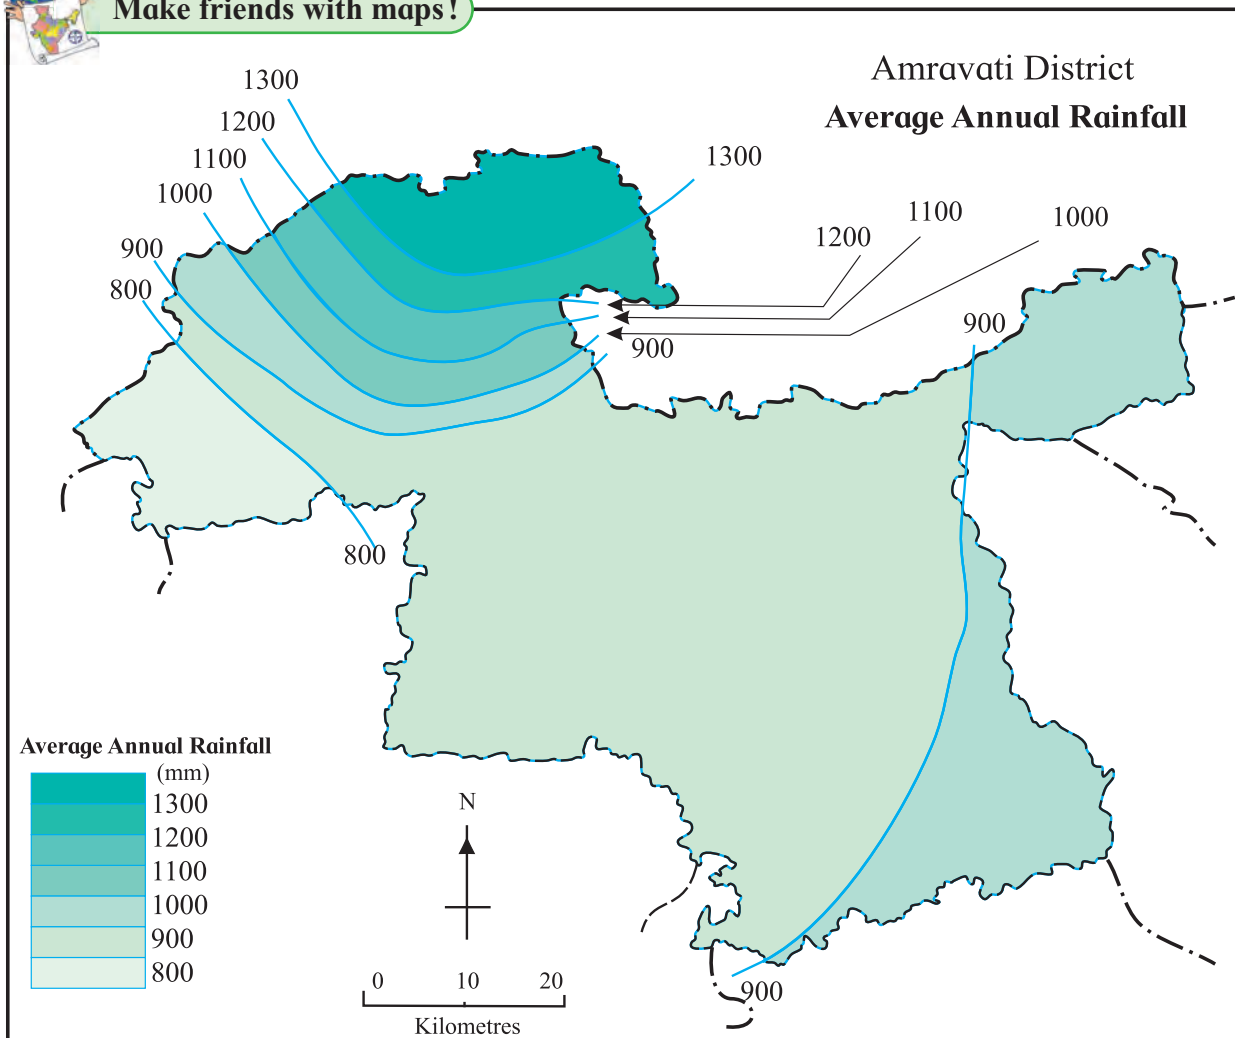 Make friends with maps!
Amravati District
Average Annual Rainfall
1300
1200
1100
1000
900
800
1300
1200
1100
1000
900
900
800
900
Average Annual Rainfall
(mm)
1300
1200
1100
1000
900
800
N
0 10 20
Kilometres